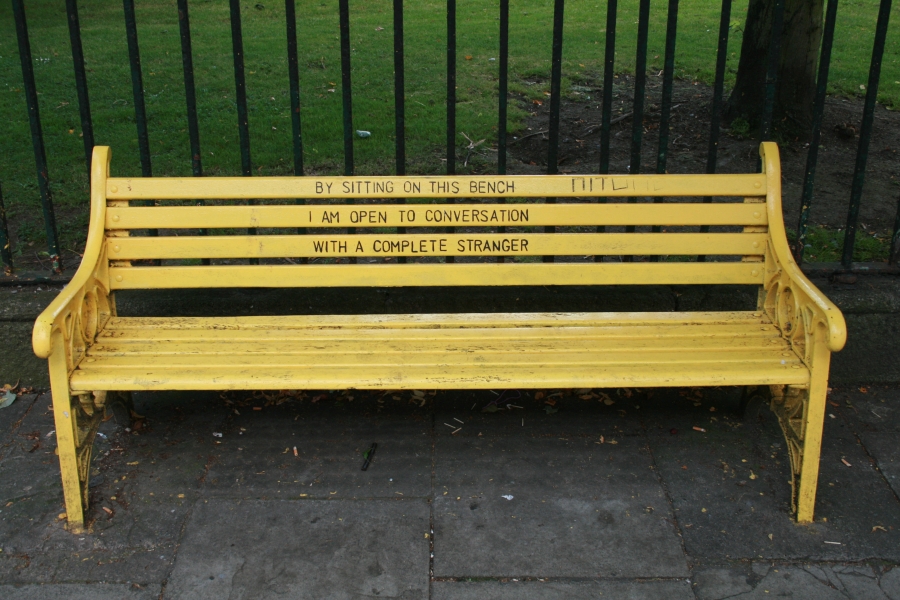 BY SITTING ON THIS BENCH
I AM OPEN TO CONVERSATION
WITH A COMPLETE STRANGER